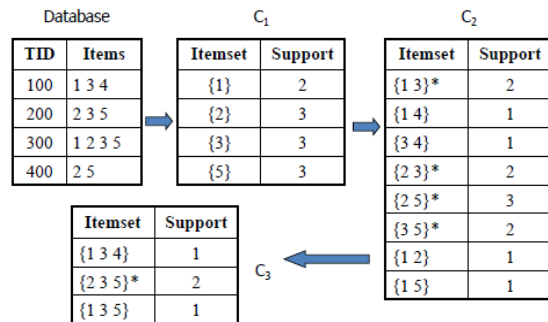 Database
TID Items
100 1 3 4
200 2 3 5
300 1 2 3 5
400 2 5
C1
Itemset Support
{1} 2
{2} 3
{3} 3
{5} 3
C2
Itemset Support
{1 3}* 2
{1 4} 1
{3 4} 1
{2 3}* 2
{2 5}* 3
{3 5}* 2
{1 2} 1
{1 5} 1
C3
Itemset Support
{1 3 4} 1
{2 3 5}* 2
{1 3 5} 1